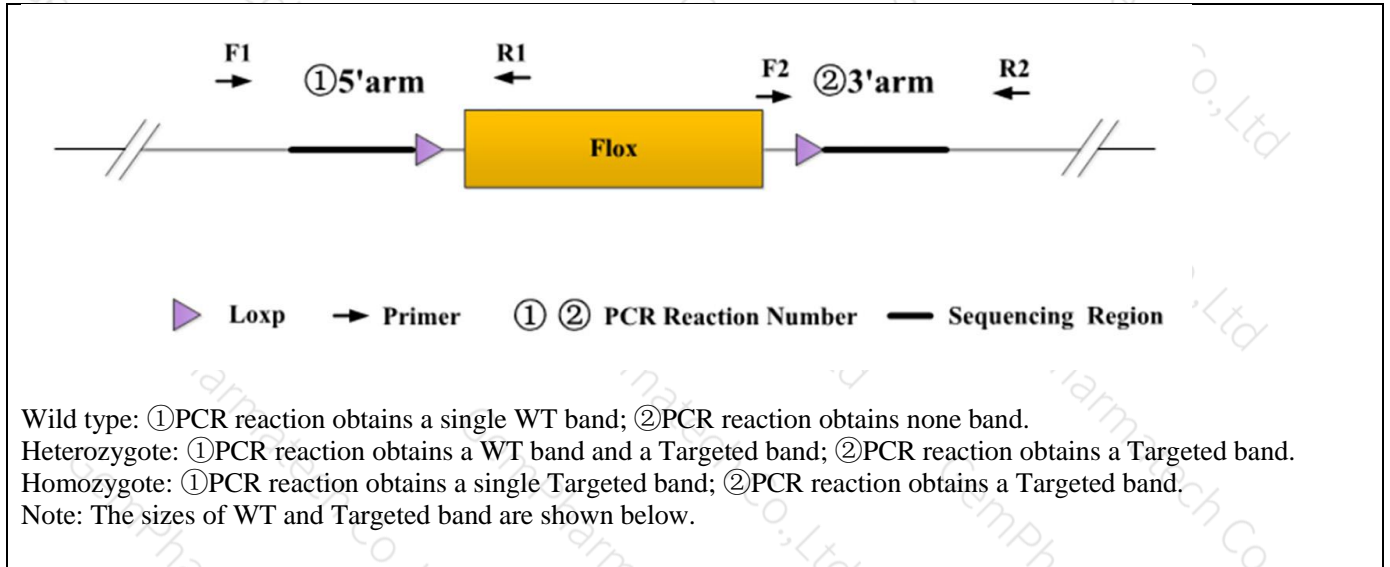 F1 ①5'arm R1 F2 ②3'arm R2
Flox
Loxp Primer ① ② PCR Reaction Number Sequencing Region
Wild type: ①PCR reaction obtains a single WT band; ②PCR reaction obtains none band.
Heterozygote: ①PCR reaction obtains a WT band and a Targeted band; ②PCR reaction obtains a Targeted band.
Homozygote: ①PCR reaction obtains a single Targeted band; ②PCR reaction obtains a Targeted band.
Note: The sizes of WT and Targeted band are shown below.